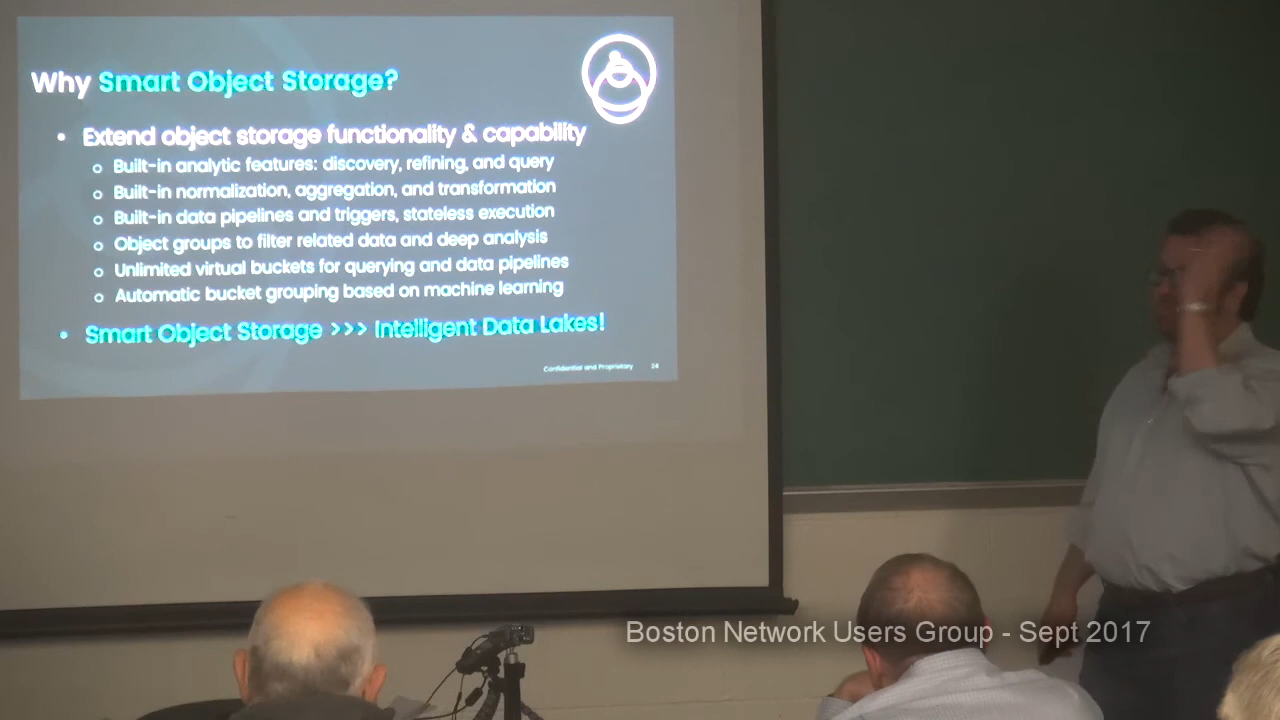 Why Smart Object Storage?
• Extend object storage functionality & capability
o Built-in analytic features: discovery, refining, and query
o Built-in normalization, aggregation, and transformation
o Built-in data pipelines and triggers, stateless execution
o Object groups to filter related data and deep analysis
o Unlimited virtual buckets for querying and data pipelines
o Automatic bucket grouping based on machine learning
• Smart Object Storage >>> Intelligent Data Lakes!
Confidential and Proprietary 24
Boston Network Users Group - Sept 2017